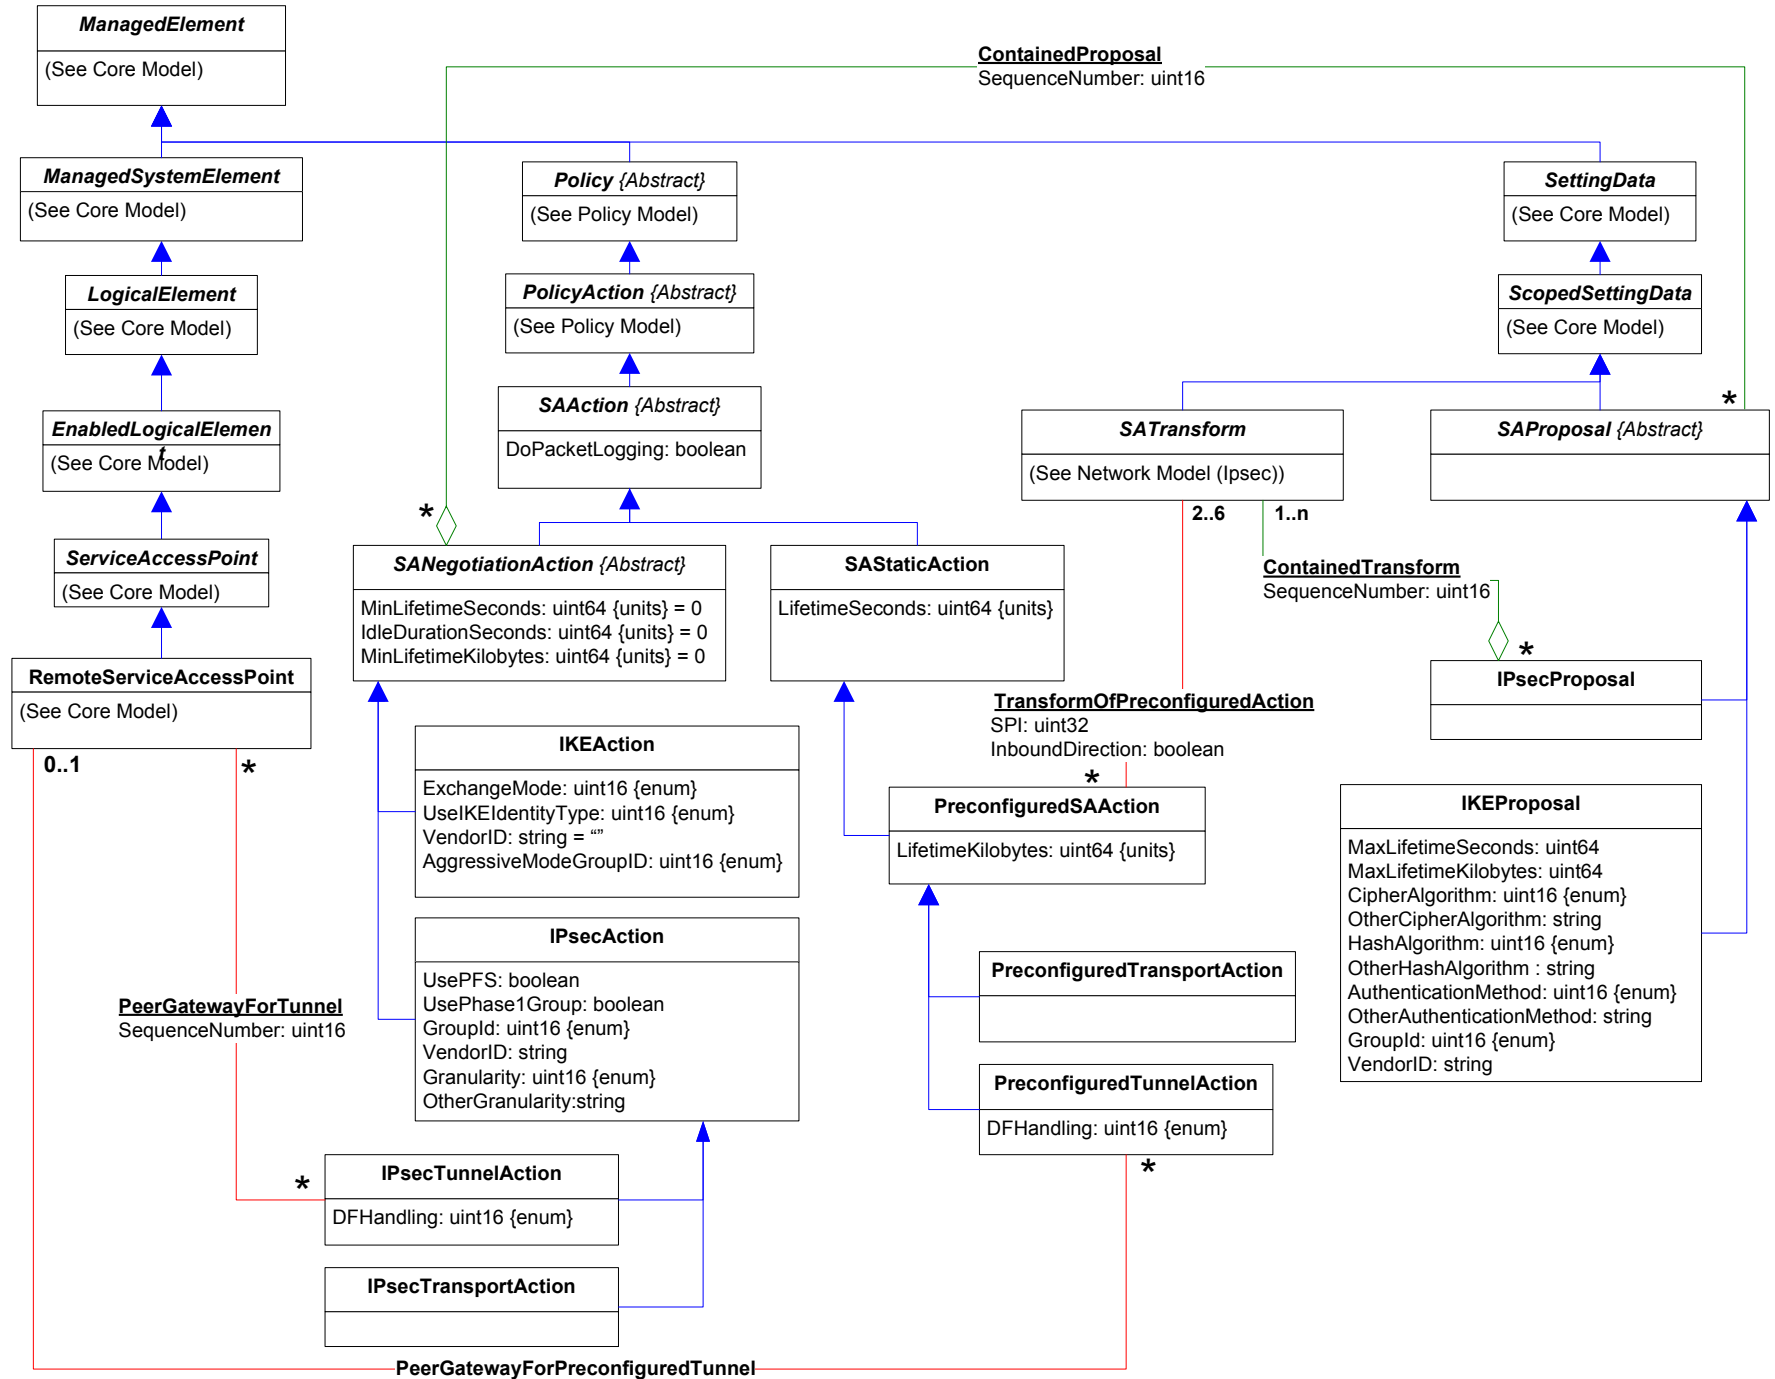 ManagedElement
(See Core Model)
ContainedProposal
SequenceNumber: uint16
ManagedSystemElement
(See Core Model)
Policy {Abstract}
(See Policy Model)
SettingData
(See Core Model)
LogicalElement
(See Core Model)
PolicyAction {Abstract}
(See Policy Model)
ScopedSettingData
(See Core Model)
EnabledLogicalElemen
t
(See Core Model)
SAAction {Abstract}
DoPacketLogging: boolean
SATransform
(See Network Model (Ipsec))
*
SAProposal {Abstract}
*
2..6
1..n
ServiceAccessPoint
(See Core Model)
SANegotiationAction {Abstract}
MinLifetimeSeconds: uint64 {units} = 0
IdleDurationSeconds: uint64 {units} = 0
MinLifetimeKilobytes: uint64 {units} = 0
SAStaticAction
LifetimeSeconds: uint64 {units}
ContainedTransform
SequenceNumber: uint16
*
IPsecProposal
RemoteServiceAccessPoint
(See Core Model)
0..1
*
TransformOfPreconfiguredAction
SPI: uint32
InboundDirection: boolean
*
IKEAction
ExchangeMode: uint16 {enum}
UseIKEIdentityType: uint16 {enum}
VendorID: string = “”
AggressiveModeGroupID: uint16 {enum}
PreconfiguredSAAction
LifetimeKilobytes: uint64 {units}
IKEProposal
MaxLifetimeSeconds: uint64
MaxLifetimeKilobytes: uint64
CipherAlgorithm: uint16 {enum}
OtherCipherAlgorithm: string
HashAlgorithm: uint16 {enum}
OtherHashAlgorithm : string
AuthenticationMethod: uint16 {enum}
OtherAuthenticationMethod: string
GroupId: uint16 {enum}
VendorID: string
IPsecAction
UsePFS: boolean
UsePhase1Group: boolean
GroupId: uint16 {enum}
VendorID: string
Granularity: uint16 {enum}
OtherGranularity:string
PreconfiguredTransportAction
PeerGatewayForTunnel
SequenceNumber: uint16
PreconfiguredTunnelAction
DFHandling: uint16 {enum}
*
*
IPsecTunnelAction
DFHandling: uint16 {enum}
IPsecTransportAction
PeerGatewayForPreconfiguredTunnel